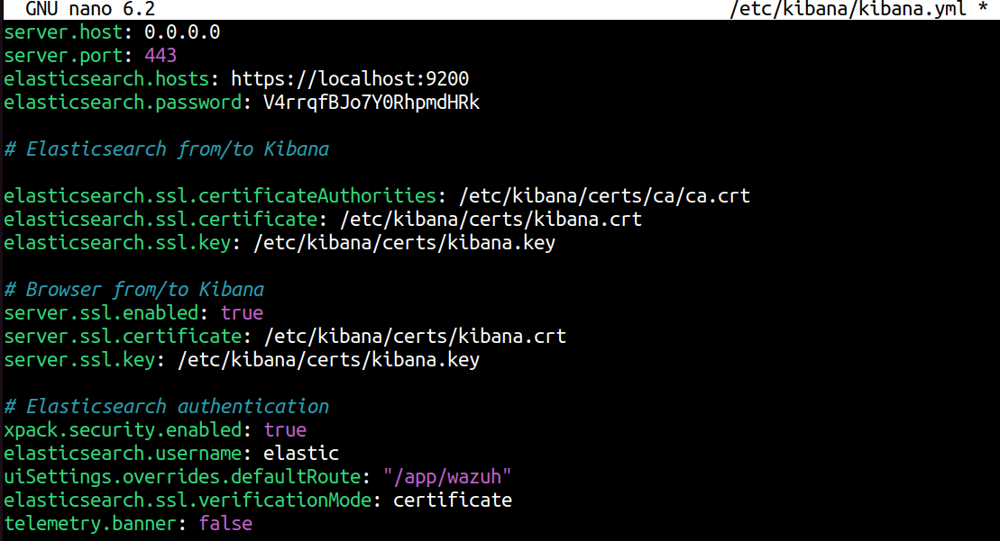 GNU nano 6.2 /etc/kibana/kibana.yml *
server.host: 0.0.0.0
server.port: 443
elasticsearch.hosts: https://localhost:9200
elasticsearch.password: V4rrqfBJo7Y0RhpmdHRk
# Elasticsearch from/to Kibana
elasticsearch.ssl.certificateAuthorities: /etc/kibana/certs/ca/ca.crt
elasticsearch.ssl.certificate: /etc/kibana/certs/kibana.crt
elasticsearch.ssl.key: /etc/kibana/certs/kibana.key
# Browser from/to Kibana
server.ssl.enabled: true
server.ssl.certificate: /etc/kibana/certs/kibana.crt
server.ssl.key: /etc/kibana/certs/kibana.key
# Elasticsearch authentication
xpack.security.enabled: true
elasticsearch.username: elastic
uiSettings.overrides.defaultRoute: "/app/wazuh"
elasticsearch.ssl.verificationMode: certificate
telemetry.banner: false